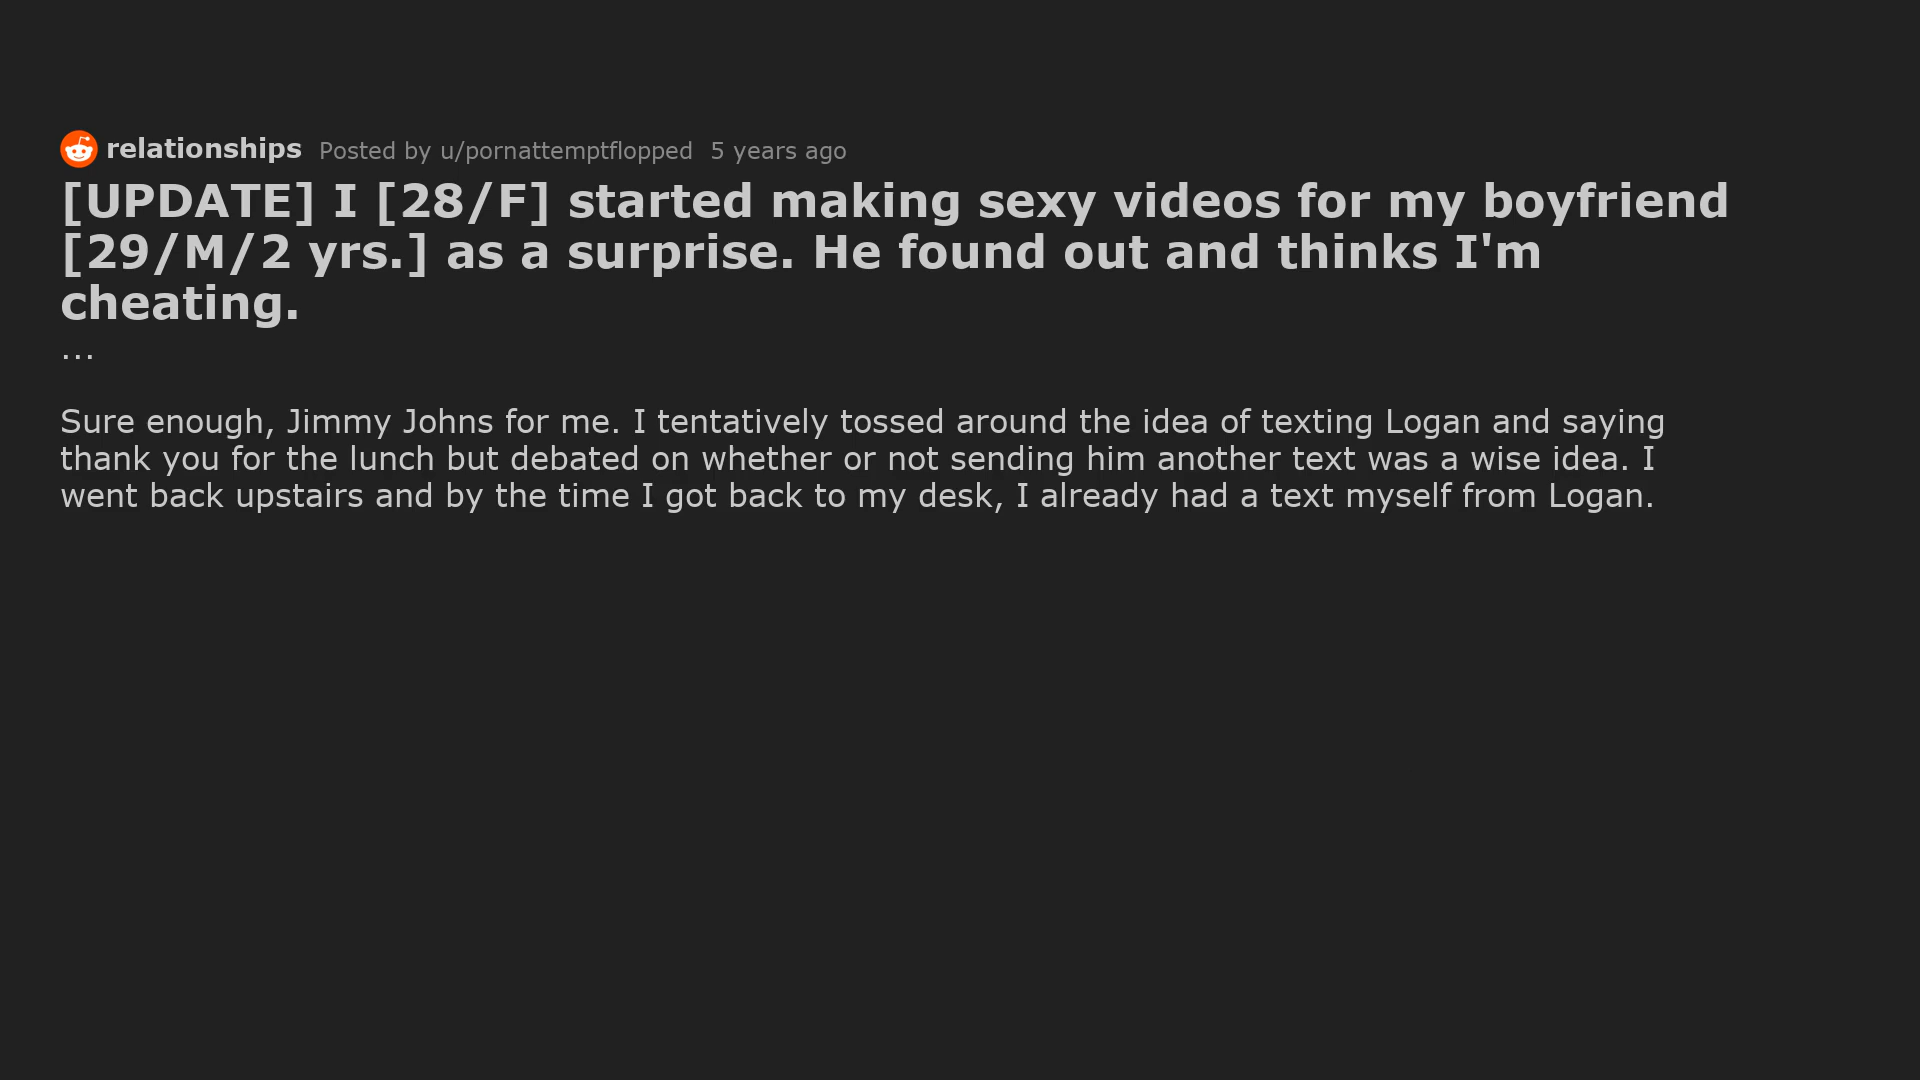 relationships Posted by u/pornattemptflopped 5 years ago
[UPDATE] I [28/F] started making sexy videos for my boyfriend
[29/M/2 yrs.] as a surprise. He found out and thinks I'm
cheating.
...
Sure enough, Jimmy Johns for me. I tentatively tossed around the idea of texting Logan and saying
thank you for the lunch but debated on whether or not sending him another text was a wise idea. I
went back upstairs and by the time I got back to my desk, I already had a text myself from Logan.